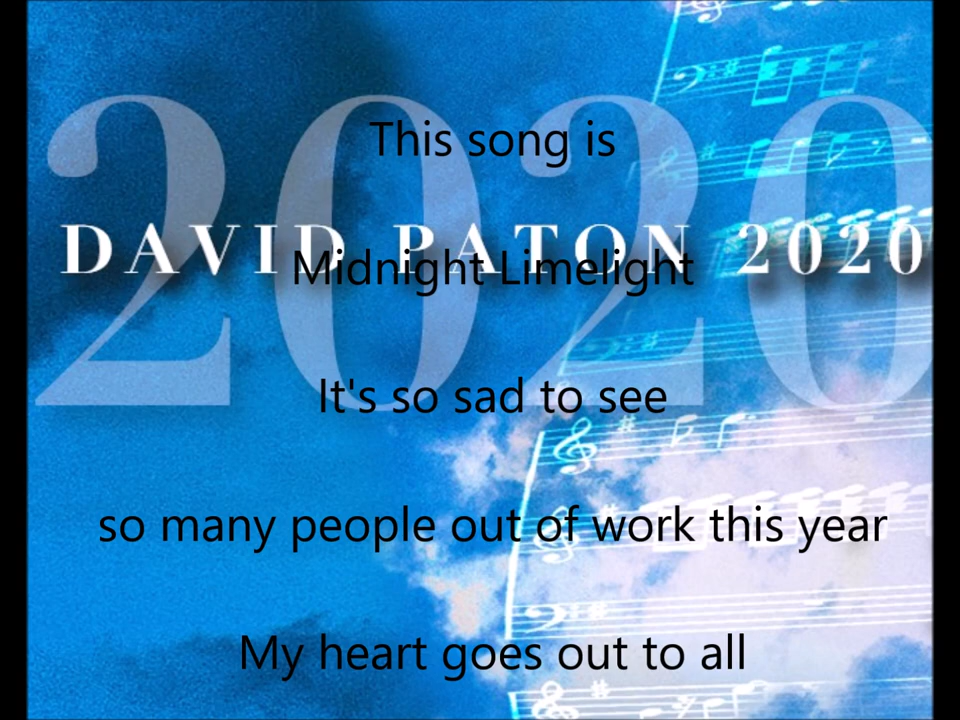 2020
This song is
DAVID PATON 2020
Midnight Limelight
It's so sad to see
so many people out of work this year
My heart goes out to all